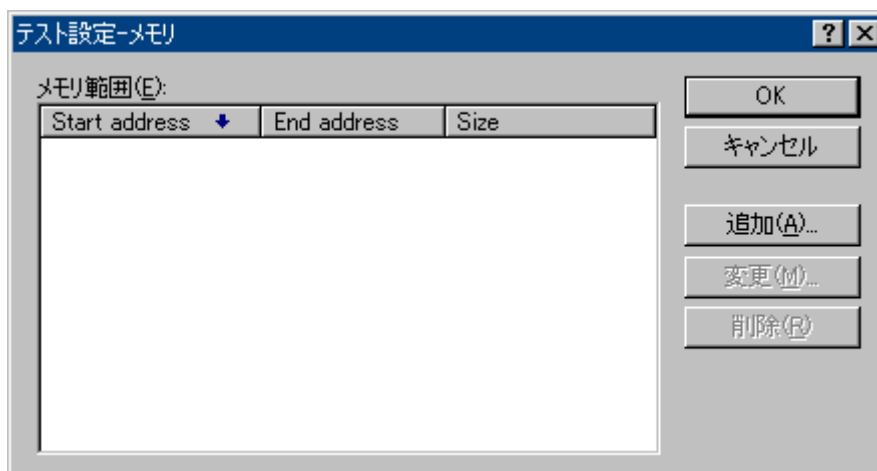 テスト設定-メモリ
メモリ範囲(E):
Start address
End address
Size
OK
キャンセル
追加(A)...
変更(M)...
削除(R)